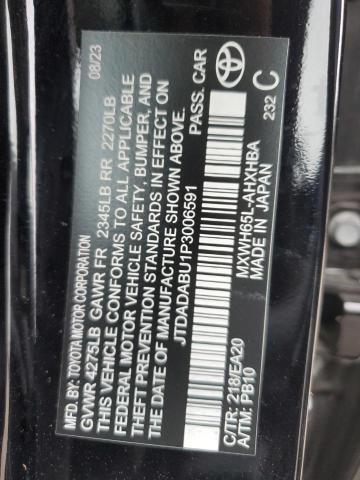 MFD. BY: TOYOTA MOTOR CORPORATION 08/23
GVWR 4275LB GAWR FR 2345LB RR 2270LB
THIS VEHICLE CONFORMS TO ALL APPLICABLE
FEDERAL MOTOR VEHICLE SAFETY, BUMPER, AND
THEFT PREVENTION STANDARDS IN EFFECT ON
THE DATE OF MANUFACTURE SHOWN ABOVE.
JTDADABU1P3006591 PASS. CAR
TOYOTA
C/TR: 218/EA20 MXWH65L-AHXHBA 232 C
A/TM: PB10 MADE IN JAPAN